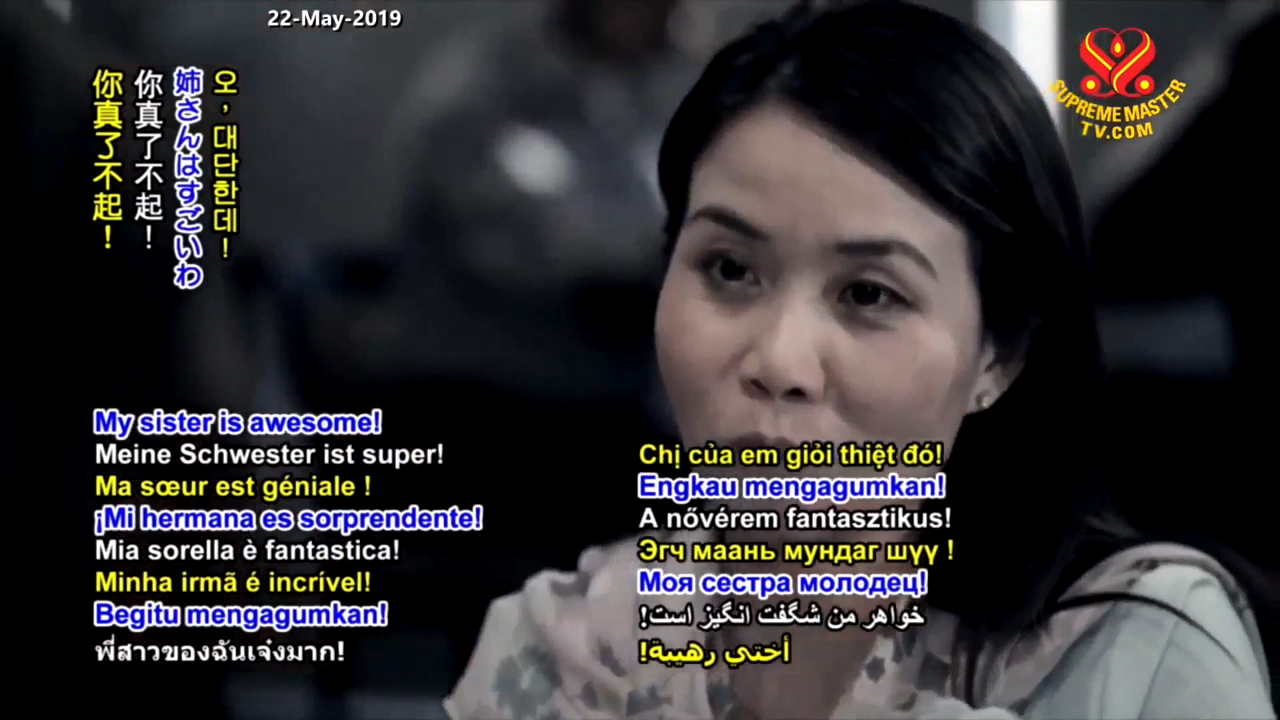 22-May-2019
SUPREME MASTER
TV.COM
오, 대단한데!
姉さんはすごいわ
你真了不起!
你真了不起!
My sister is awesome!
Meine Schwester ist super!
Ma sœur est géniale !
¡Mi hermana es sorprendente!
Mia sorella è fantastica!
Minha irmã é incrível!
Begitu mengagumkan!
พี่สาวของฉันเจ๋งมาก!
Chị của em giỏi thiệt đó!
Engkau mengagumkan!
A nővérem fantasztikus!
Эгч маань мундаг шүү !
Моя сестра молодец!
خواهر من شگفت انگیز است!
أختي رهيبة!